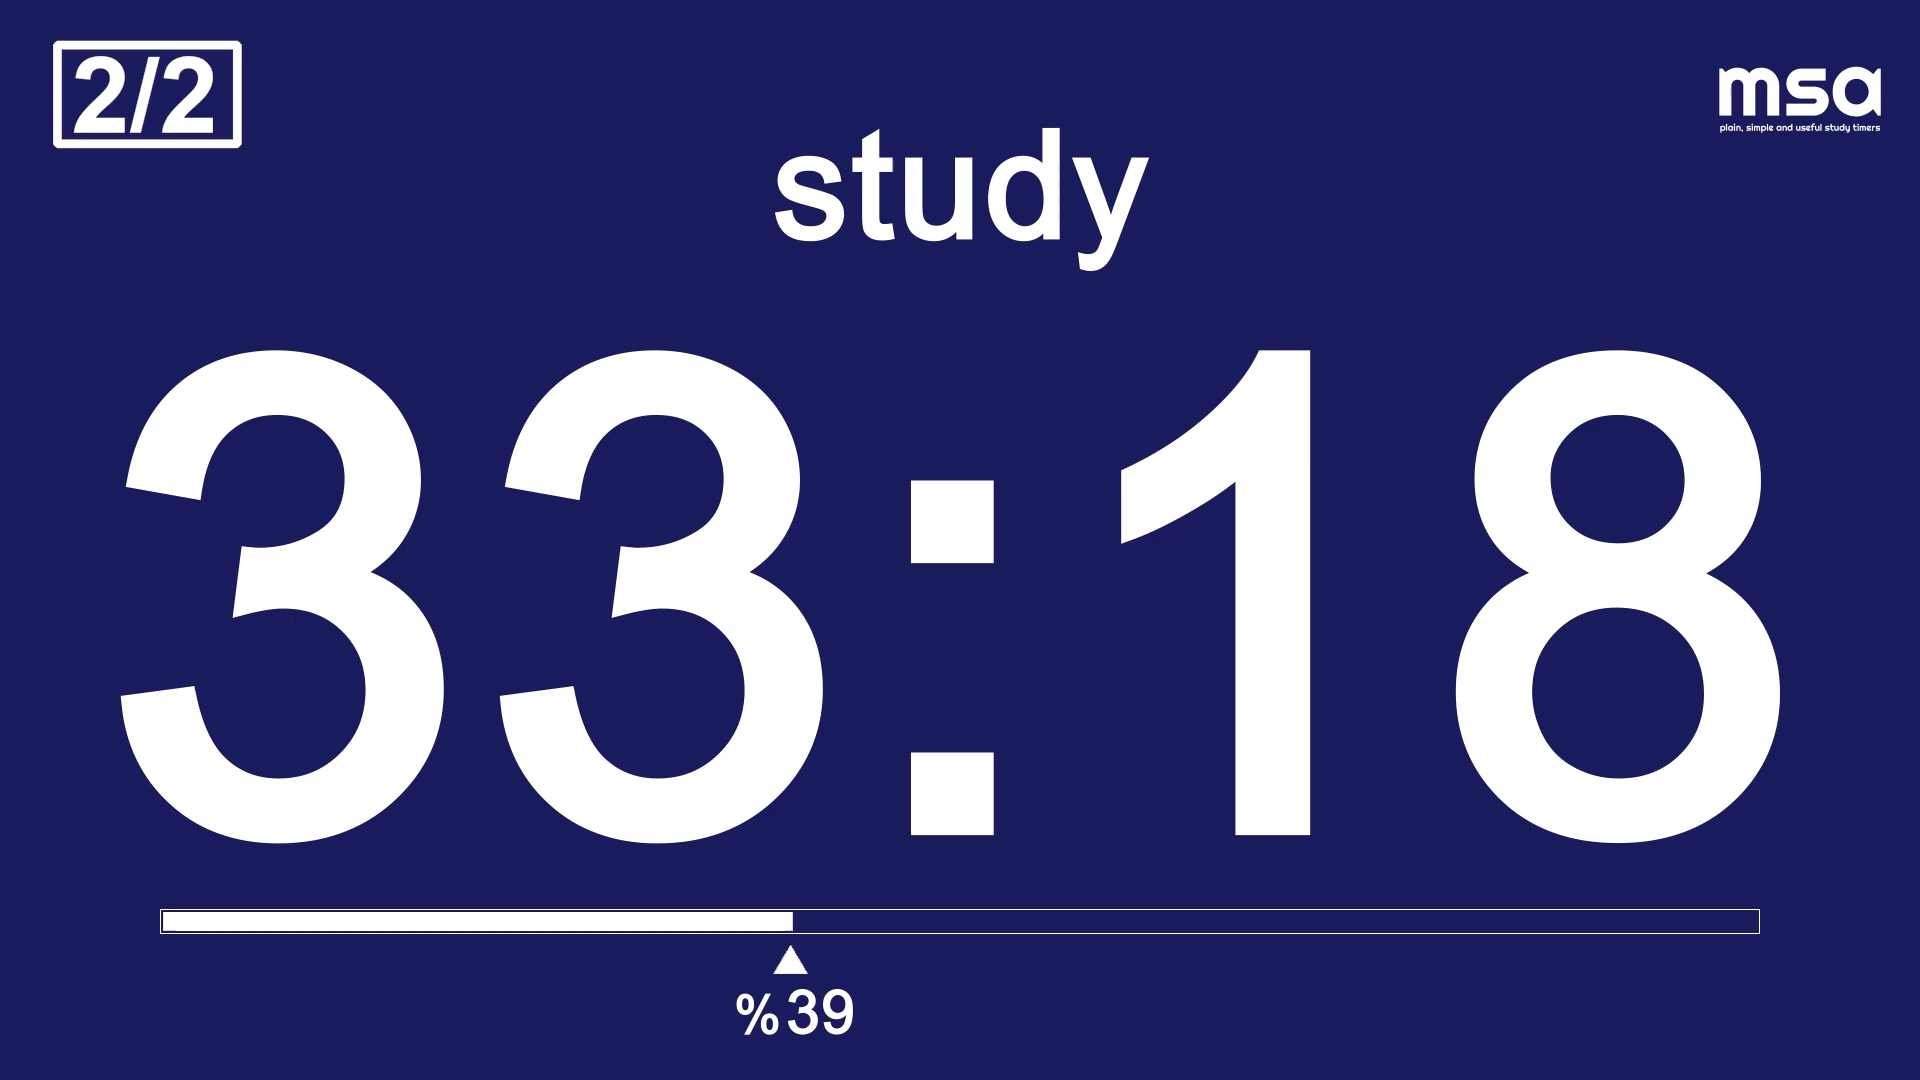 2/2
msa
plain, simple and useful study timers
study
33:18
%39